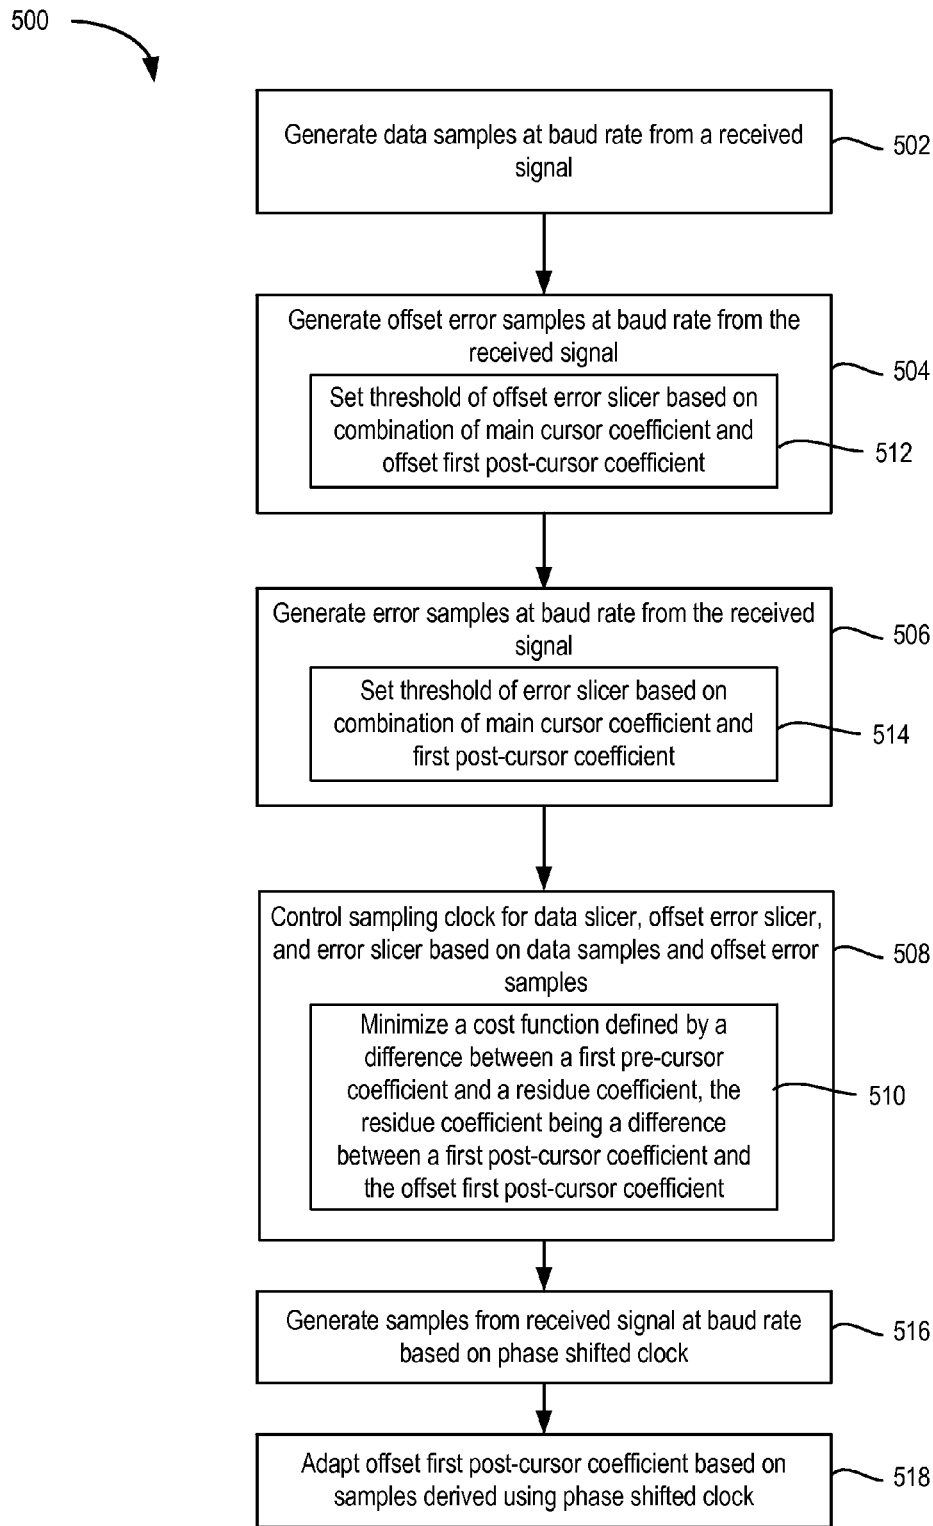 500
Generate data samples at baud rate from a received
signal
502
Generate offset error samples at baud rate from the
received signal
504
Set threshold of offset error slicer based on
combination of main cursor coefficient and
offset first post-cursor coefficient
512
Generate error samples at baud rate from the received
signal
506
Set threshold of error slicer based on
combination of main cursor coefficient and
first post-cursor coefficient
514
Control sampling clock for data slicer, offset error slicer,
and error slicer based on data samples and offset error
samples
508
Minimize a cost function defined by a
difference between a first pre-cursor
coefficient and a residue coefficient, the
residue coefficient being a difference
between a first post-cursor coefficient and
the offset first post-cursor coefficient
510
Generate samples from received signal at baud rate
based on phase shifted clock
516
Adapt offset first post-cursor coefficient based on
samples derived using phase shifted clock
518